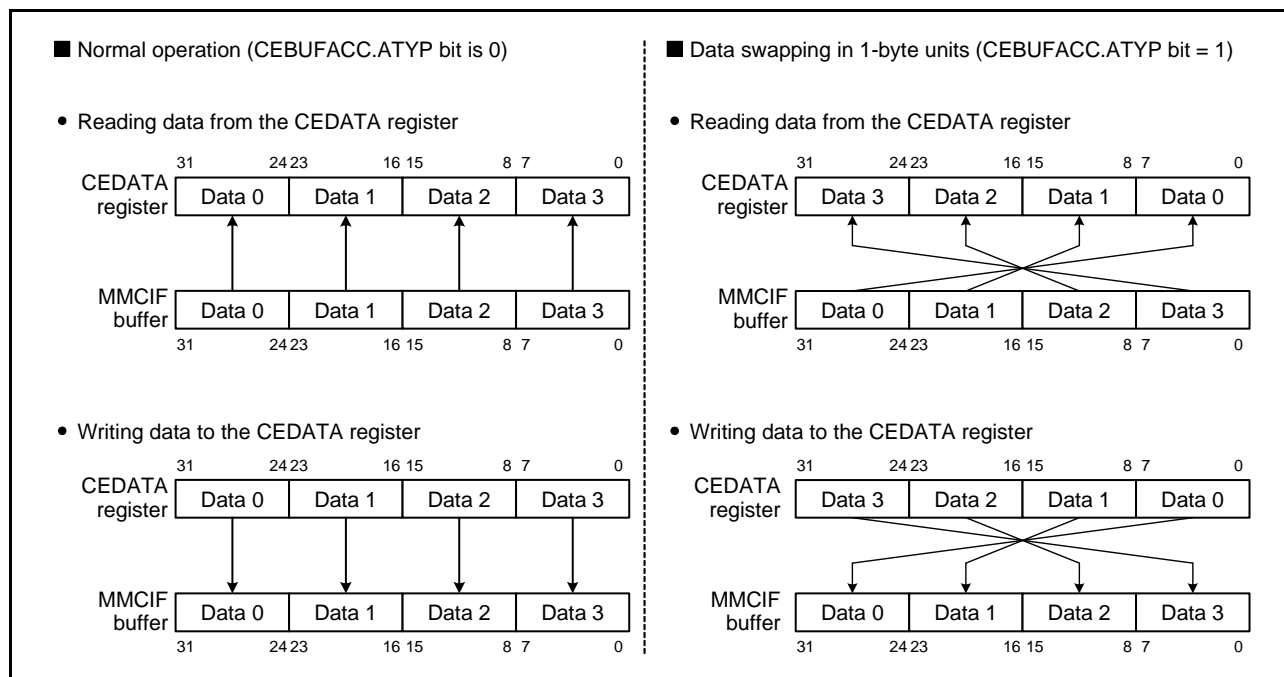 ■ Normal operation (CEBUFACC.ATYP bit is 0)
• Reading data from the CEDATA register
31 24 23 16 15 8 7 0
CEDATA register Data 0 Data 1 Data 2 Data 3
MMCIF buffer Data 0 Data 1 Data 2 Data 3
31 24 23 16 15 8 7 0
• Writing data to the CEDATA register
31 24 23 16 15 8 7 0
CEDATA register Data 0 Data 1 Data 2 Data 3
MMCIF buffer Data 0 Data 1 Data 2 Data 3
31 24 23 16 15 8 7 0
■ Data swapping in 1-byte units (CEBUFACC.ATYP bit = 1)
• Reading data from the CEDATA register
31 24 23 16 15 8 7 0
CEDATA register Data 3 Data 2 Data 1 Data 0
MMCIF buffer Data 0 Data 1 Data 2 Data 3
31 24 23 16 15 8 7 0
• Writing data to the CEDATA register
31 24 23 16 15 8 7 0
CEDATA register Data 3 Data 2 Data 1 Data 0
MMCIF buffer Data 0 Data 1 Data 2 Data 3
31 24 23 16 15 8 7 0